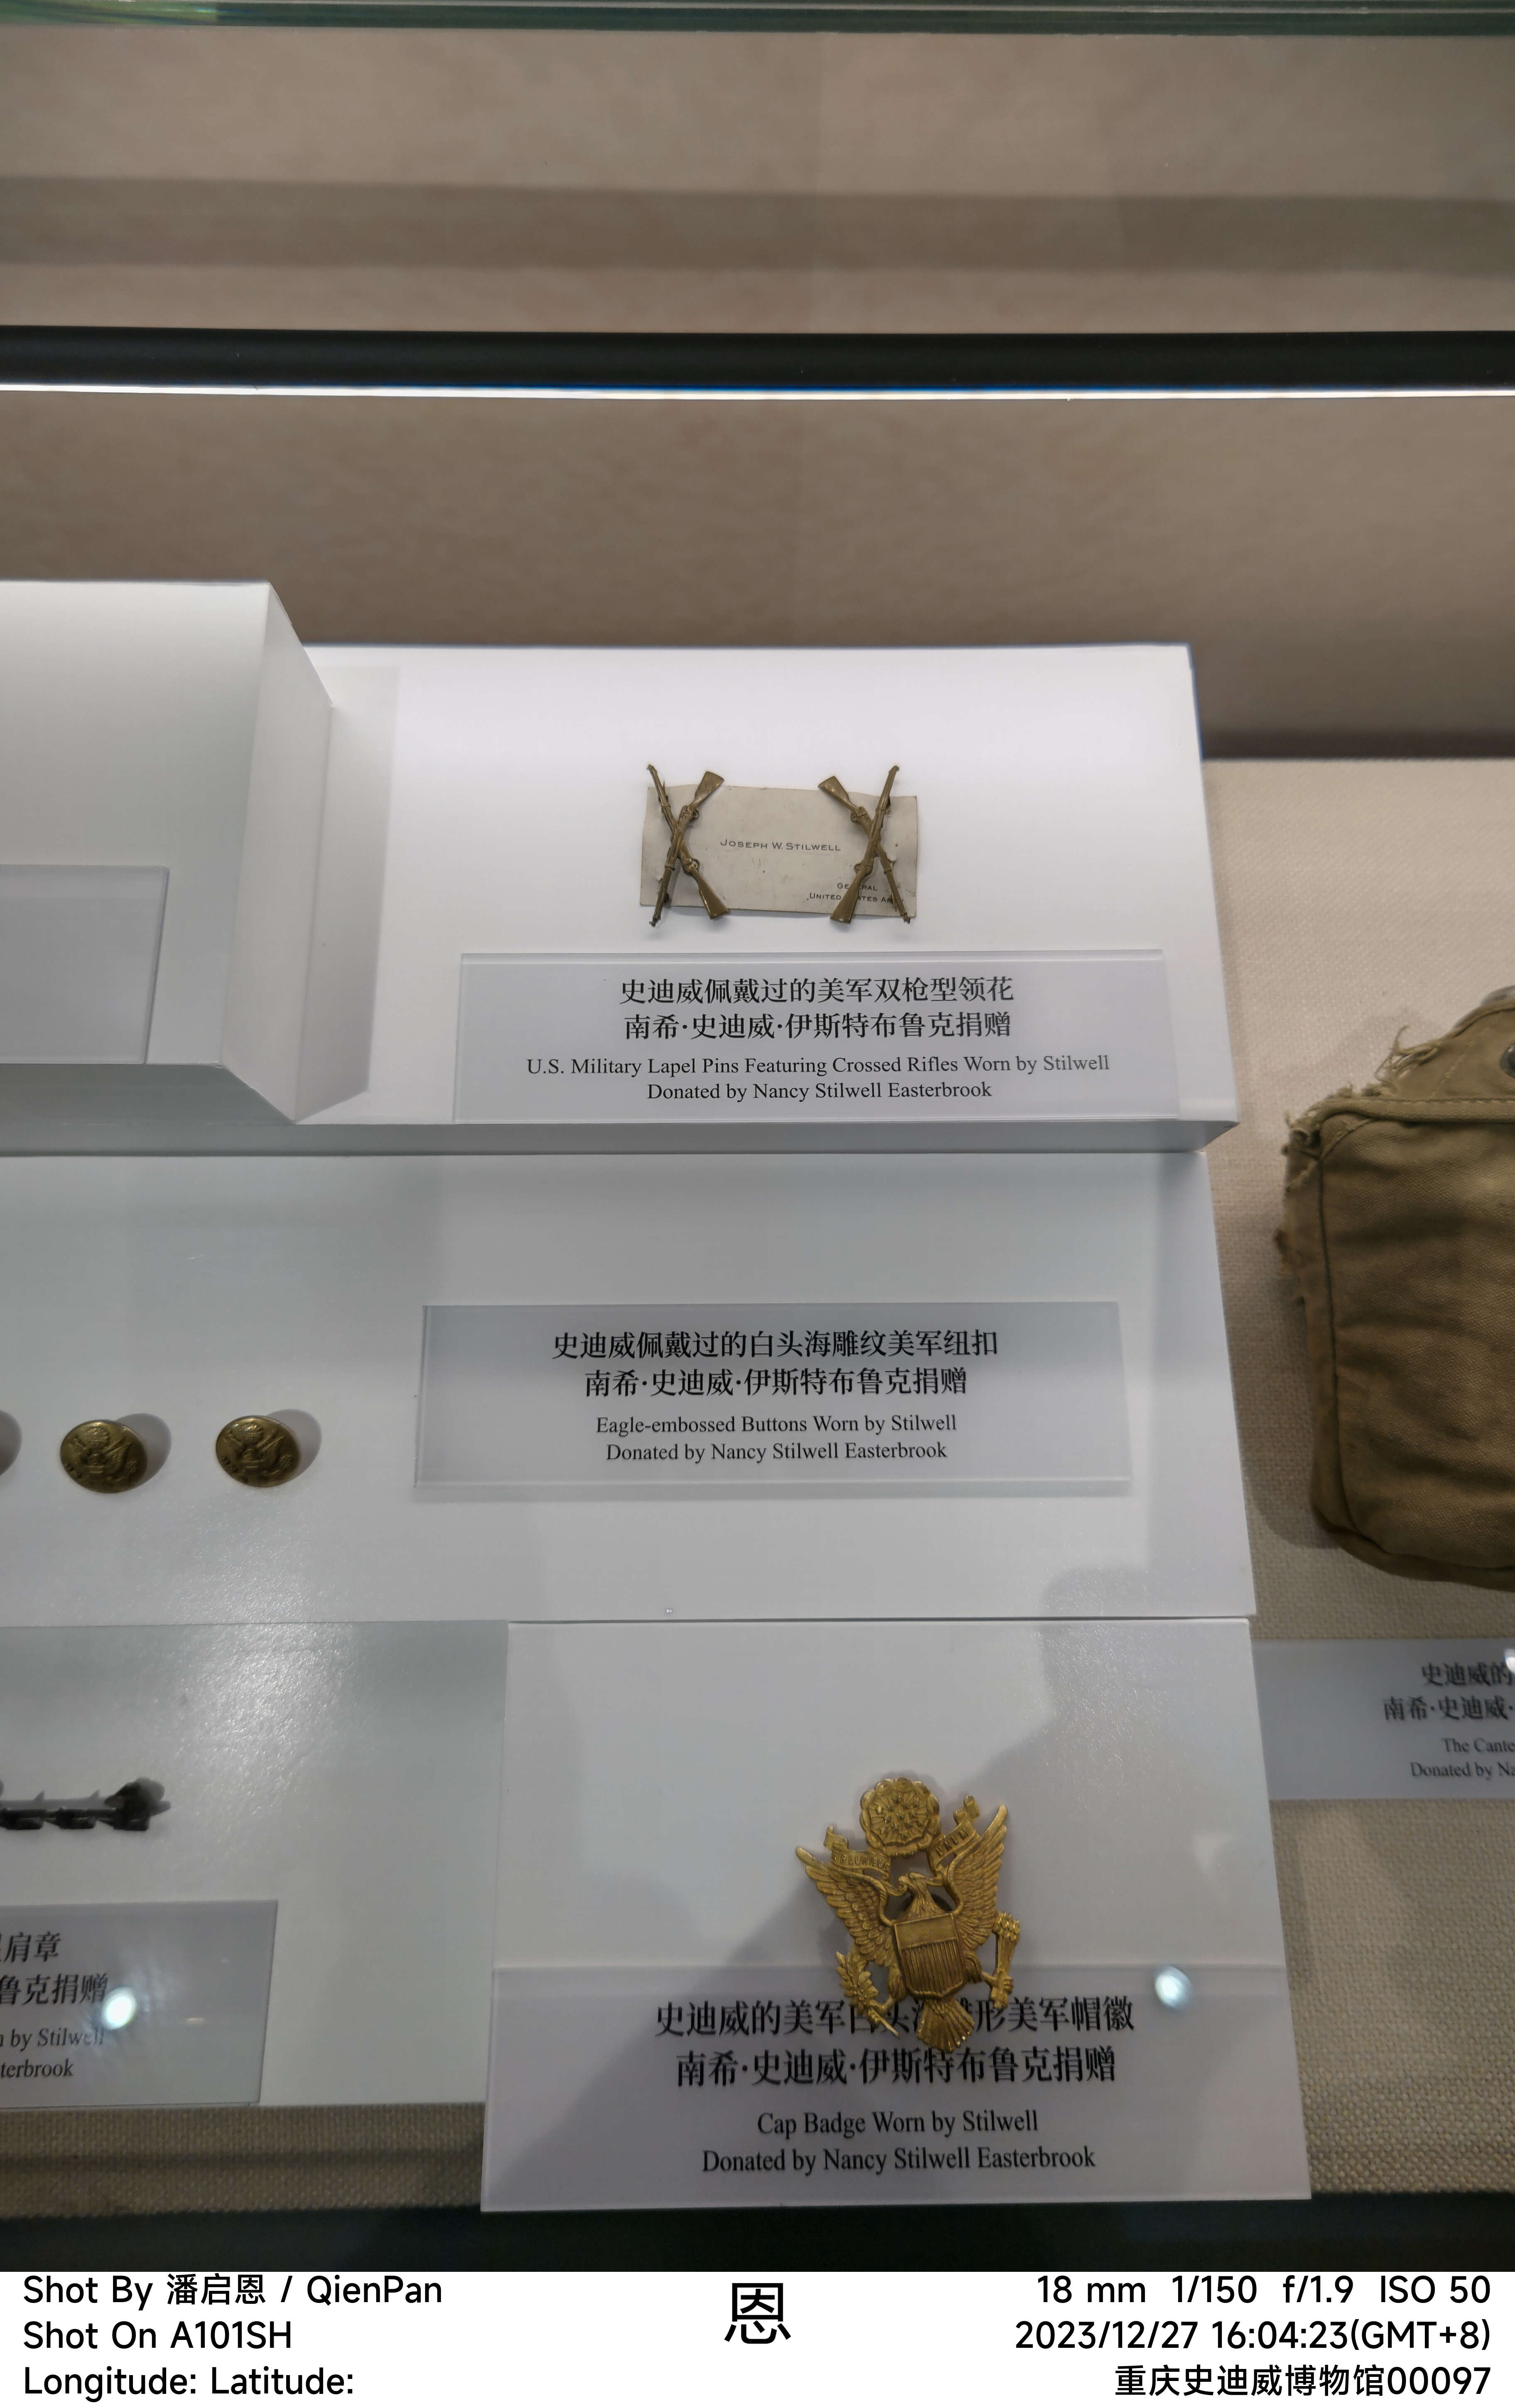 JOSEPH W. STILWELL
史迪威佩戴过的美军双枪型领花
南希·史迪威·伊斯特布鲁克捐赠
U.S. Military Lapel Pins Featuring Crossed Rifles Worn by Stilwell
Donated by Nancy Stilwell Easterbrook
史迪威佩戴过的白头海雕纹美军纽扣
南希·史迪威·伊斯特布鲁克捐赠
Eagle-embossed Buttons Worn by Stilwell
Donated by Nancy Stilwell Easterbrook
史迪威的
南希·史迪威·
The
Donated by
肩章
鲁克捐赠
by Stilwell
terbrook
史迪威的美军 形美军帽徽
南希·史迪威·伊斯特布鲁克捐赠
Cap Badge Worn by Stilwell
Donated by Nancy Stilwell Easterbrook
Shot By 潘启恩 / QienPan
Shot On A101SH
Longitude: Latitude:
恩
18 mm 1/150 f/1.9 ISO 50
2023/12/27 16:04:23(GMT+8)
重庆史迪威博物馆00097